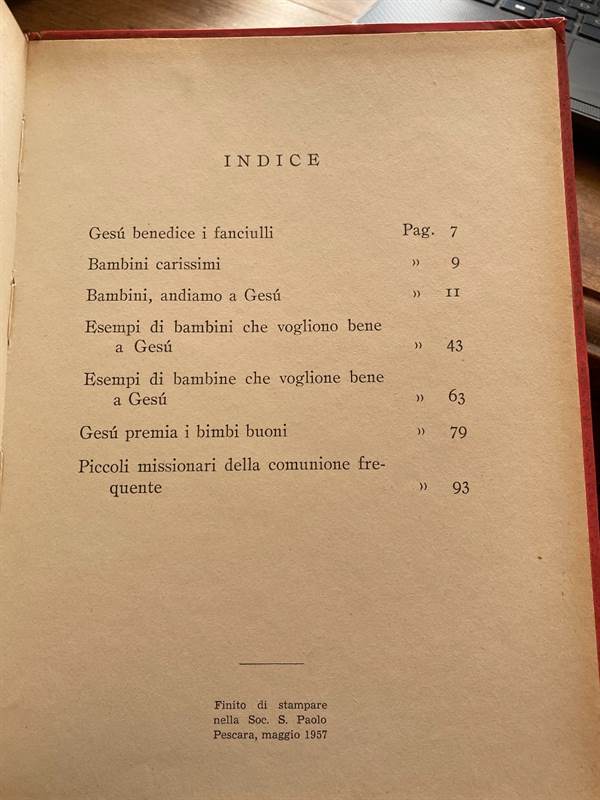 INDICE
Gesú benedice i fanciulli Pag. 7
Bambini carissimi » 9
Bambini, andiamo a Gesú » 11
Esempi di bambini che vogliono bene
a Gesú » 43
Esempi di bambine che voglione bene
a Gesú » 63
Gesú premia i bimbi buoni » 79
Piccoli missionari della comunione fre-
quente » 93
Finito di stampare
nella Soc. S. Paolo
Pescara, maggio 1957